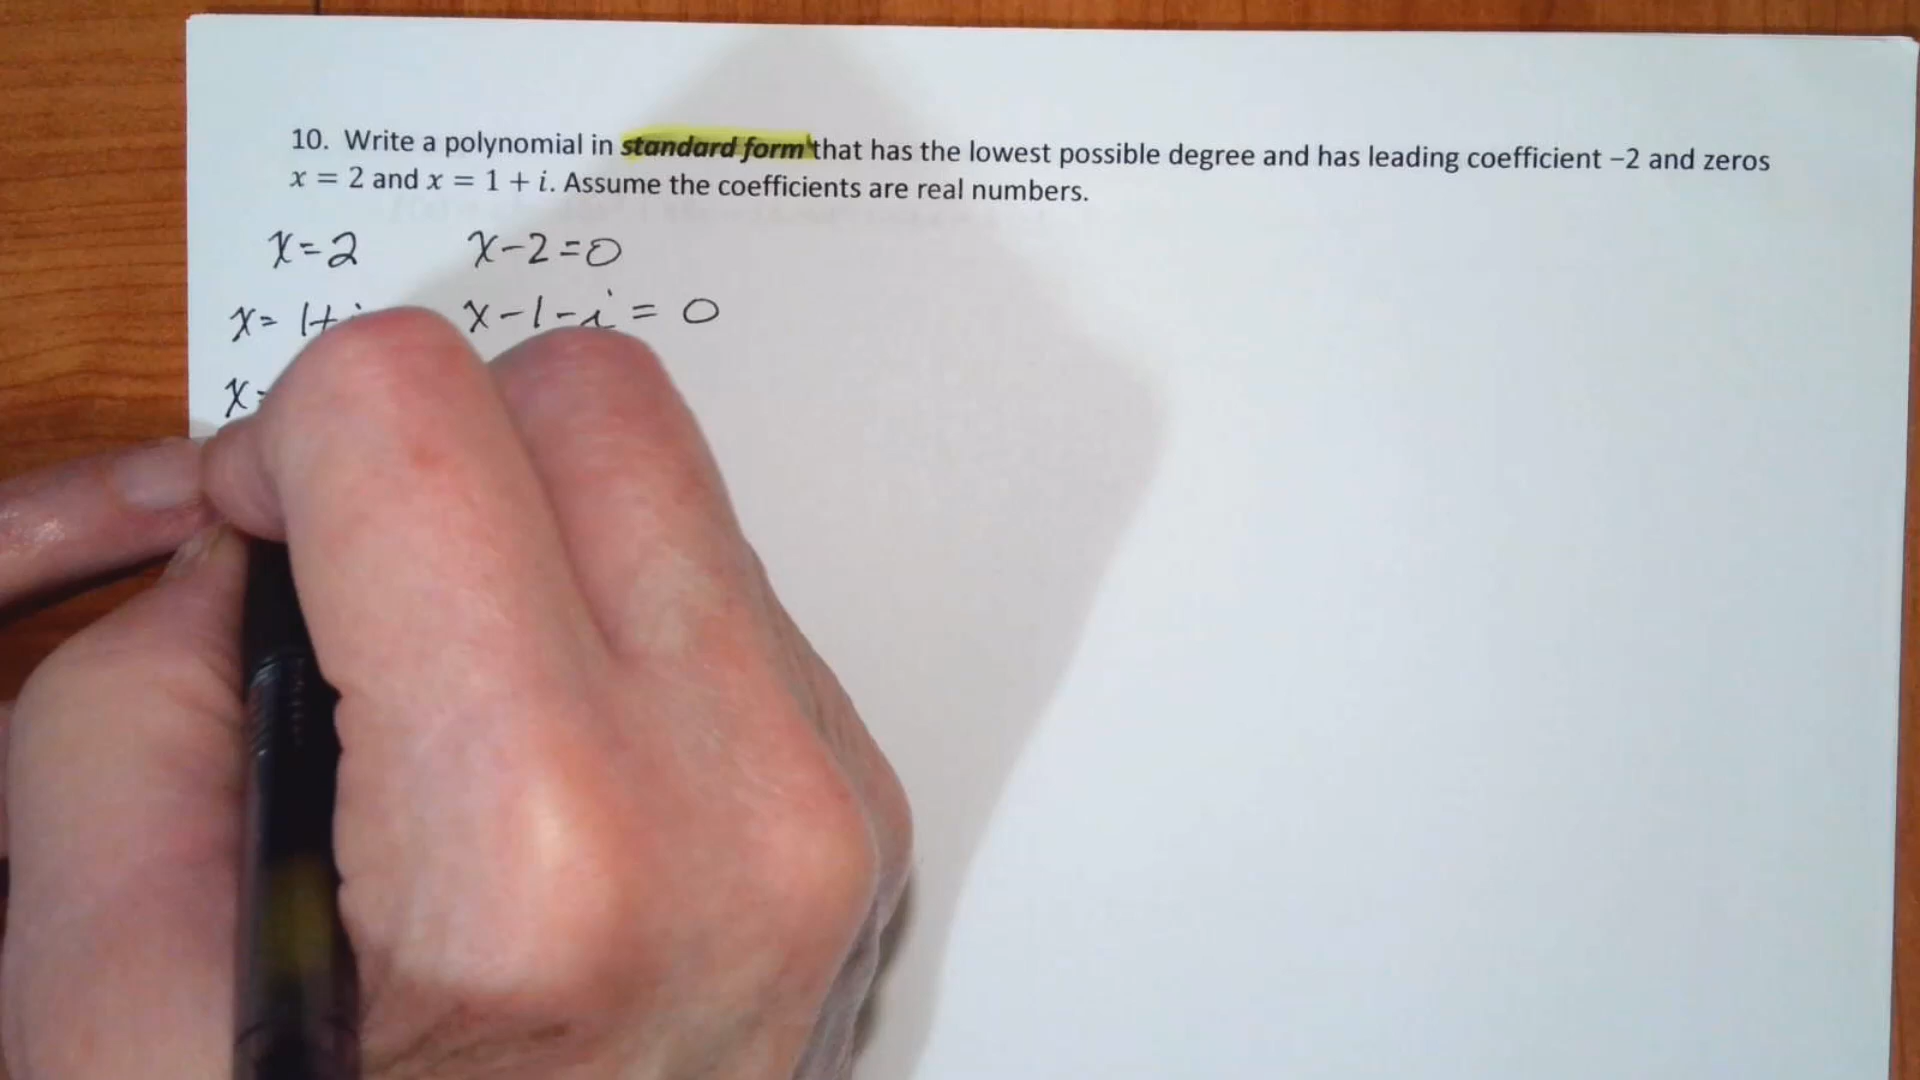 10. Write a polynomial in standard form that has the lowest possible degree and has leading coefficient −2 and zeros
x = 2 and x = 1 + i. Assume the coefficients are real numbers.
x=2 x-2=0
x= 1+i x-1-i = 0
x=